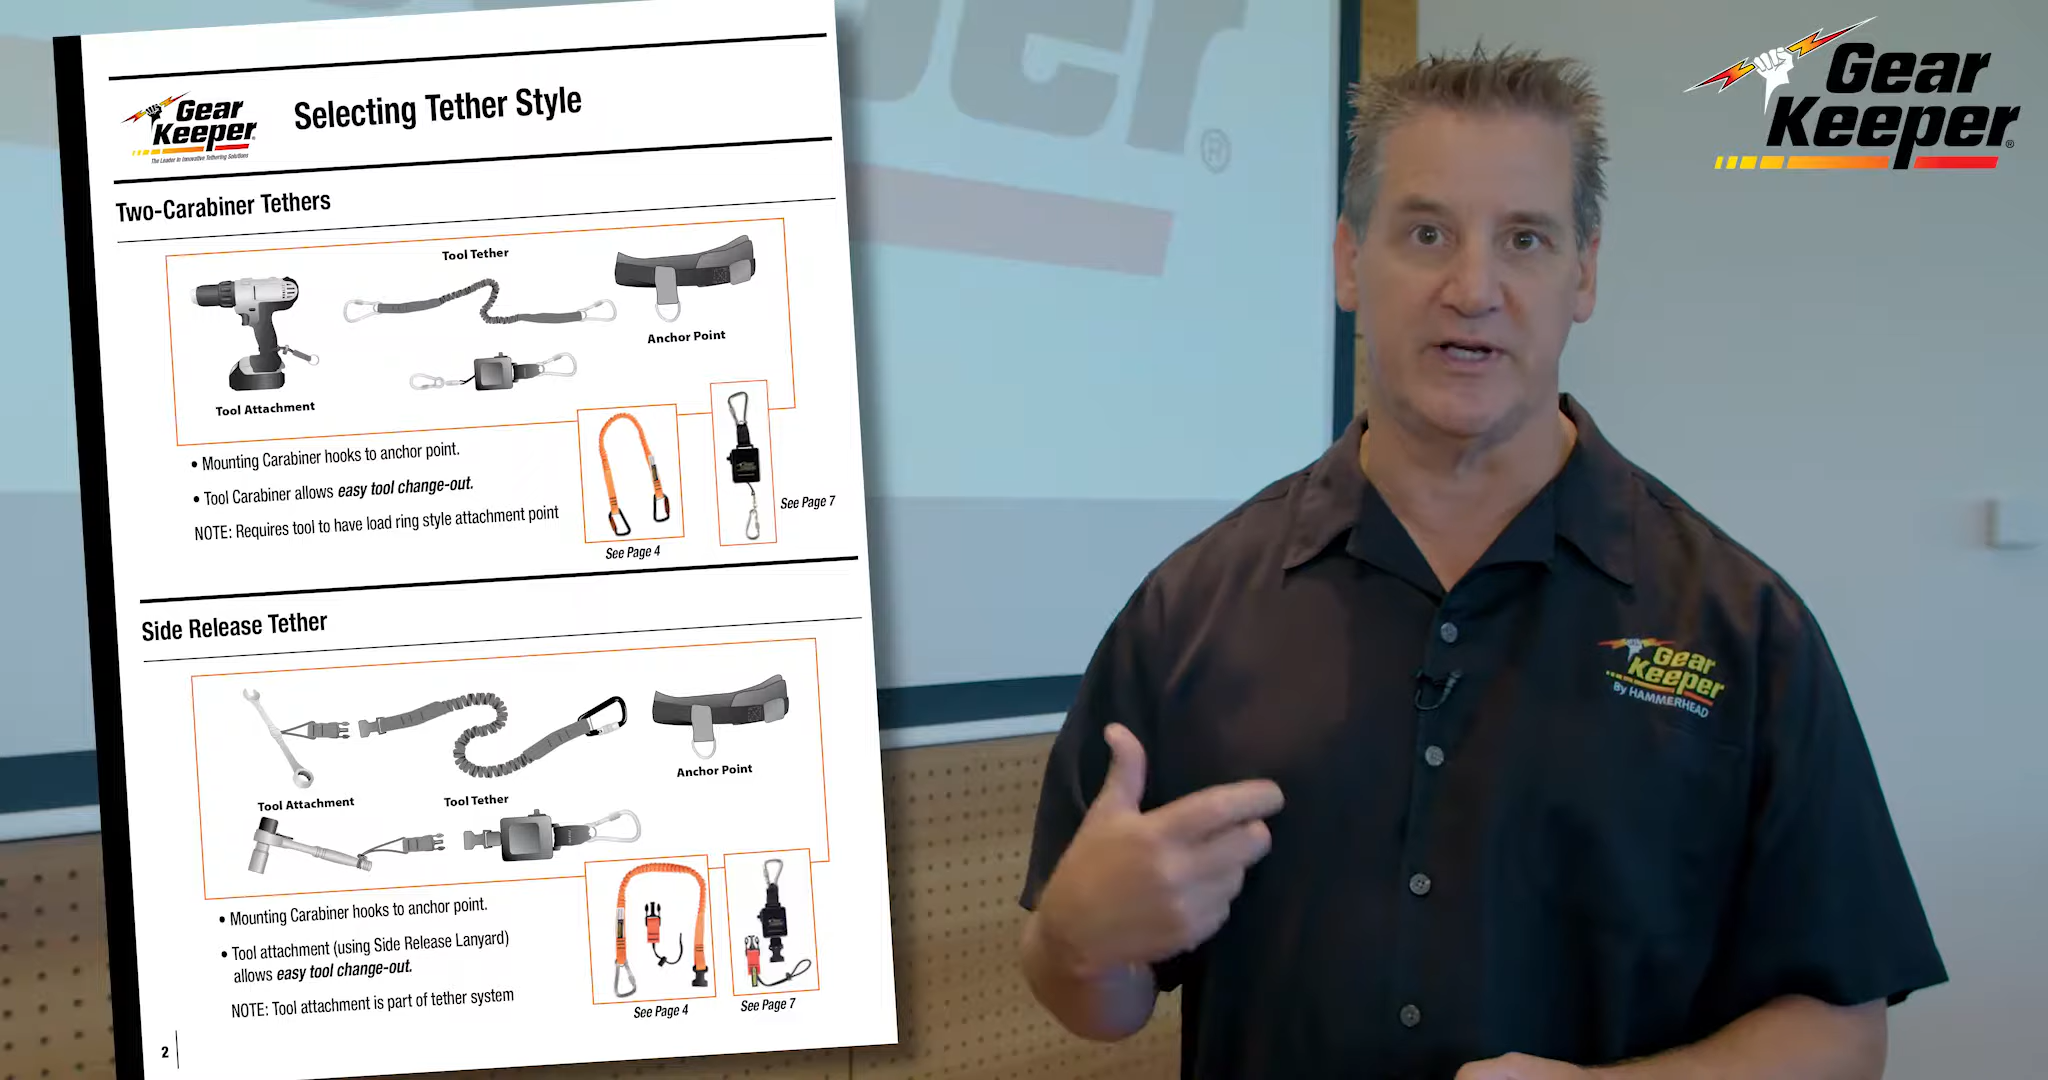 Gear
Keeper®
The Leader in Innovative Tethering Solutions
Selecting Tether Style
Two-Carabiner Tethers
Tool Tether
Anchor Point
Tool Attachment
• Mounting Carabiner hooks to anchor point.
• Tool Carabiner allows easy tool change-out.
NOTE: Requires tool to have load ring style attachment point
See Page 4
See Page 7
Side Release Tether
Anchor Point
Tool Attachment
Tool Tether
• Mounting Carabiner hooks to anchor point.
• Tool attachment (using Side Release Lanyard)
allows easy tool change-out.
NOTE: Tool attachment is part of tether system
See Page 4
See Page 7
2
®
Gear
Keeper®
Gear
Keeper
By HAMMERHEAD